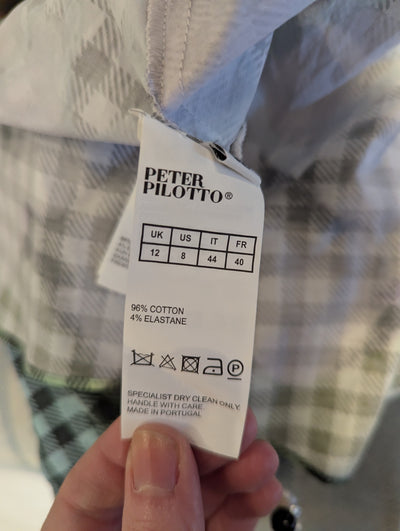 PETER
PILOTTO®
UK US IT FR
12 8 44 40
96% COTTON
4% ELASTANE
P
SPECIALIST DRY CLEAN ONLY.
HANDLE WITH CARE.
MADE IN PORTUGAL